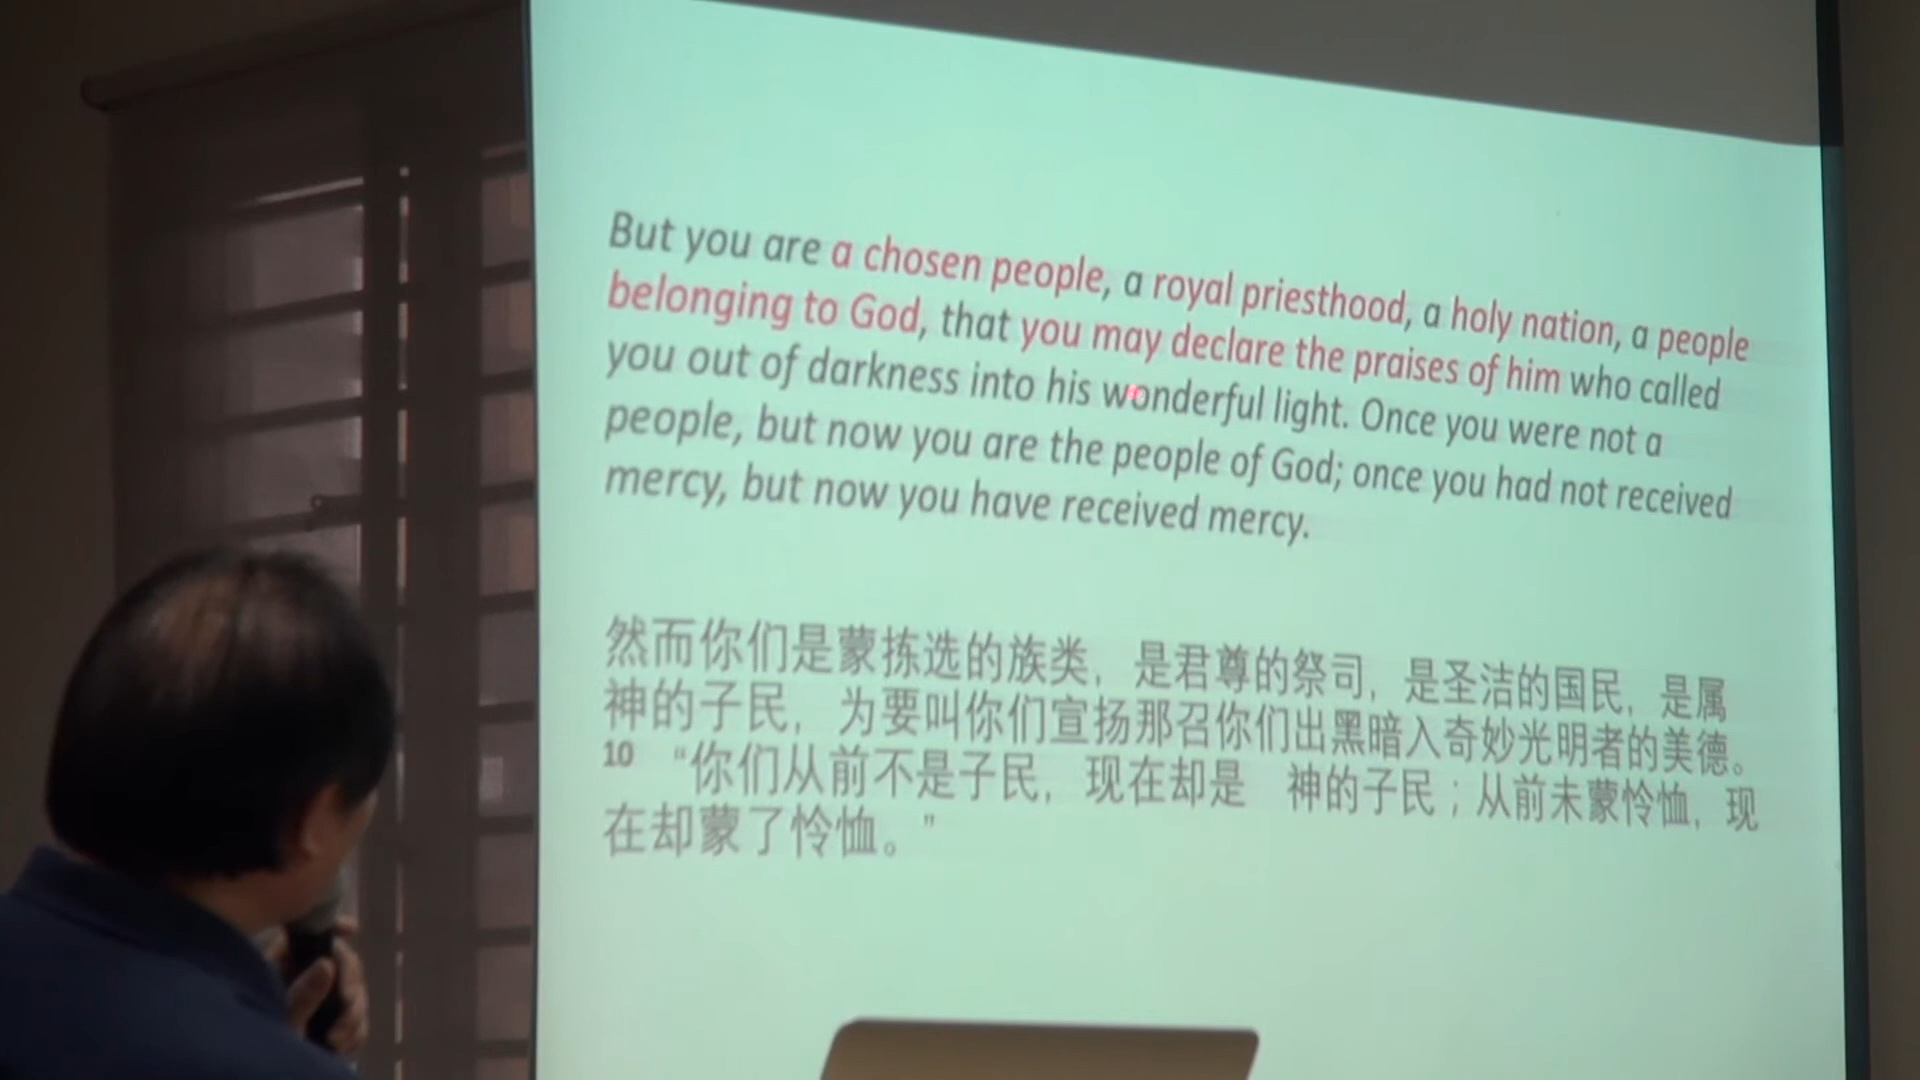 But you are a chosen people, a royal priesthood, a holy nation, a people
belonging to God, that you may declare the praises of him who called
you out of darkness into his wonderful light. Once you were not a
people, but now you are the people of God; once you had not received
mercy, but now you have received mercy.
然而你们是蒙拣选的族类，是君尊的祭司，是圣洁的国民，是属
神的子民，为要叫你们宣扬那召你们出黑暗入奇妙光明者的美德。
10 “你们从前不是子民，现在却是 神的子民；从前未蒙怜恤，现
在却蒙了怜恤。”